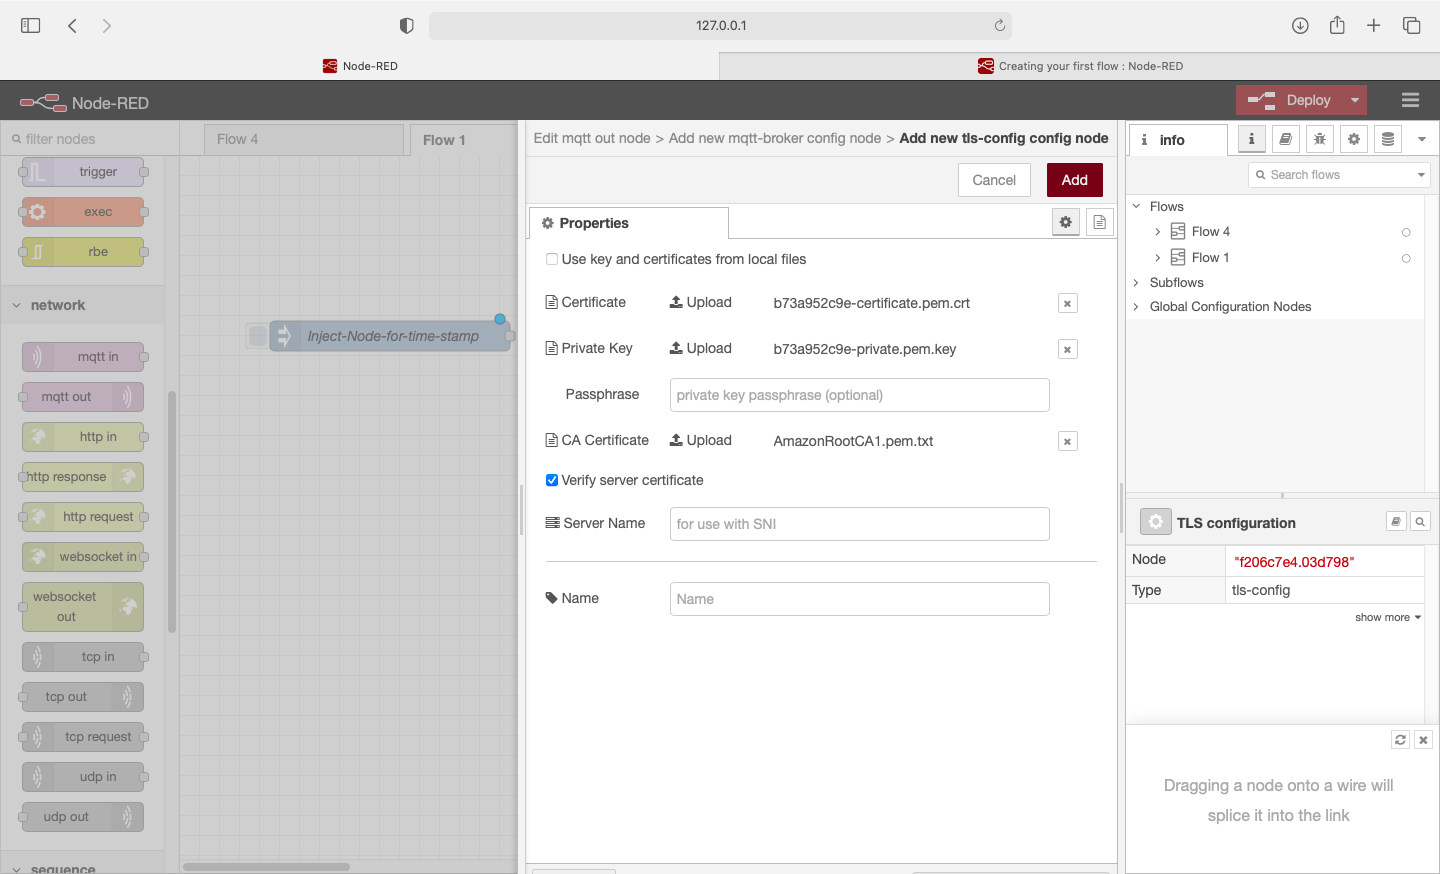 127.0.0.1
Node-RED
Creating your first flow : Node-RED
Node-RED
Deploy
filter nodes
Flow 4
Flow 1
trigger
exec
rbe
network
mqtt in
mqtt out
http in
http response
http request
websocket in
websocket
out
tcp in
tcp out
tcp request
udp in
udp out
sequence
Inject-Node-for-time-stamp
Edit mqtt out node > Add new mqtt-broker config node > Add new tls-config config node
Cancel
Add
Properties
Use key and certificates from local files
Certificate Upload b73a952c9e-certificate.pem.crt
Private Key Upload b73a952c9e-private.pem.key
Passphrase private key passphrase (optional)
CA Certificate Upload AmazonRootCA1.pem.txt
Verify server certificate
Server Name for use with SNI
Name Name
info
Search flows
Flows
Flow 4
Flow 1
Subflows
Global Configuration Nodes
TLS configuration
Node "f206c7e4.03d798"
Type tls-config
show more
Dragging a node onto a wire will
splice it into the link